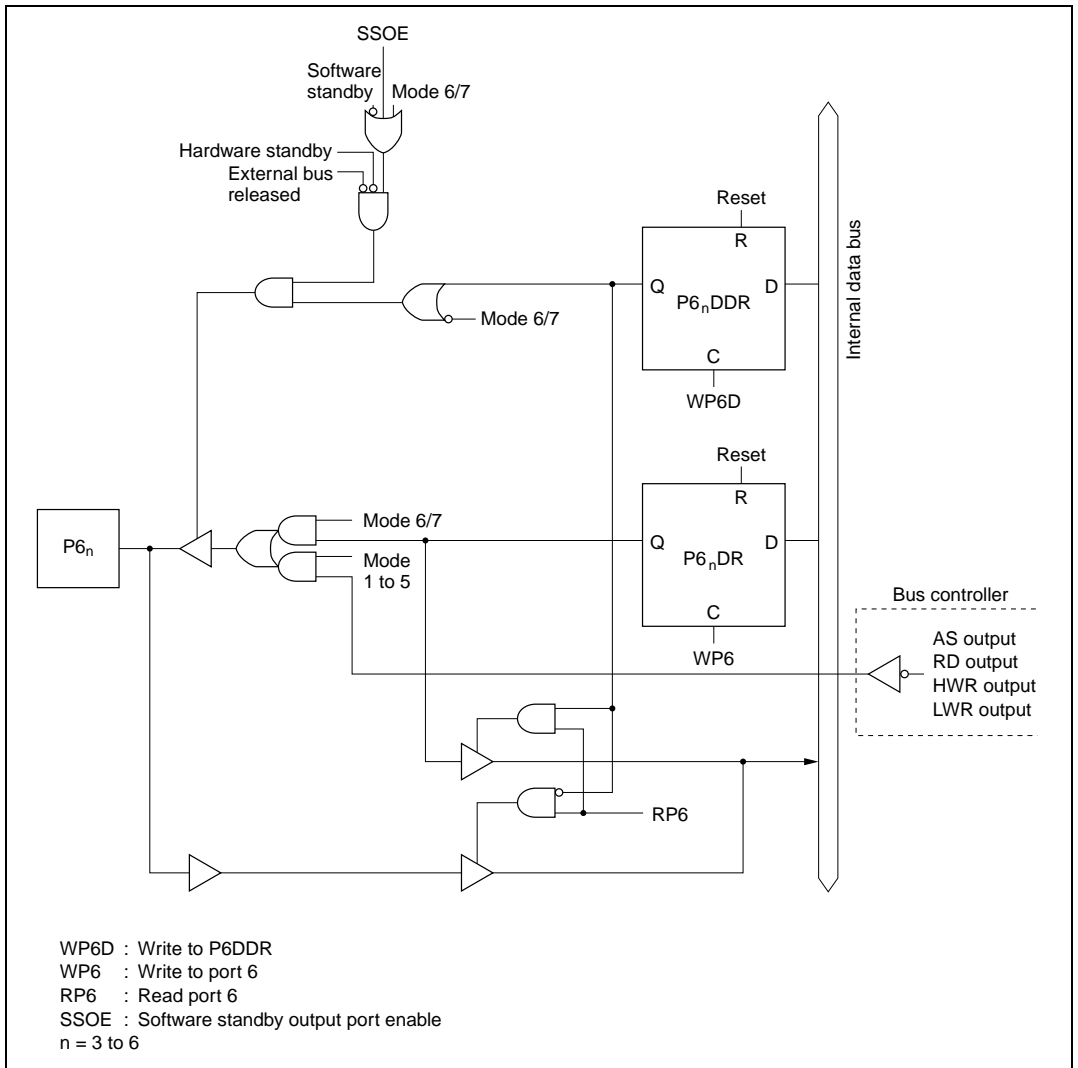 SSOE
Software
standby
Mode 6/7
Hardware standby
External bus
released
Reset
R
Q
D
P6nDDR
C
WP6D
Mode 6/7
Internal data bus
Reset
R
Q
D
P6nDR
C
WP6
P6n
Mode 6/7
Mode
1 to 5
Bus controller
AS output
RD output
HWR output
LWR output
RP6
WP6D : Write to P6DDR
WP6 : Write to port 6
RP6 : Read port 6
SSOE : Software standby output port enable
n = 3 to 6